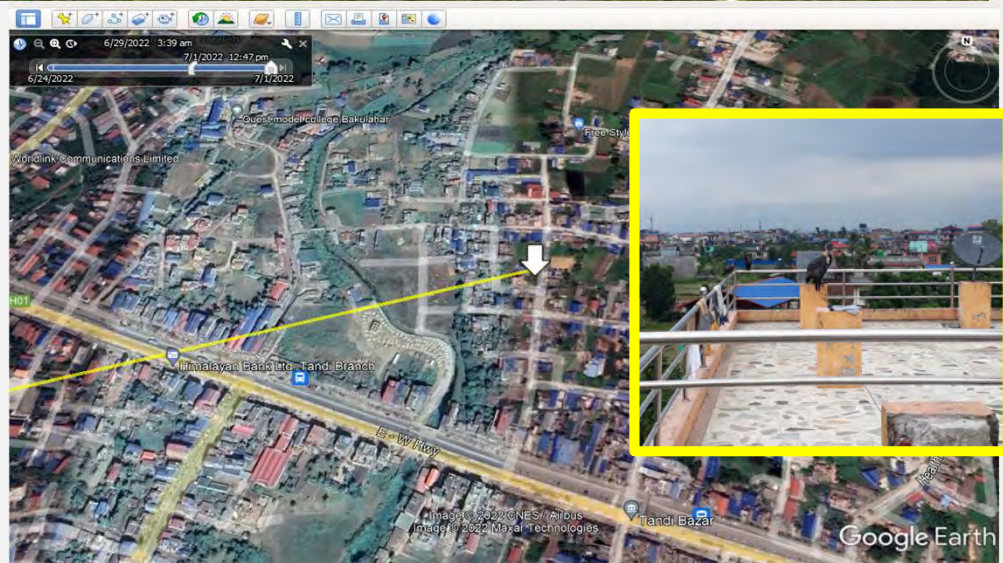 6/29/2022 3:39 am
7/1/2022 12:47 pm
6/24/2022
7/1/2022
N
Quest model college,Bakulahar
Free Style
Worldlink Communications Limited
H01
Himalayan Bank Ltd. Tandi Branch
E - W Hwy
Tandi Bazar
Image © 2022 CNES / Airbus
Image © 2022 Maxar Technologies
Google Earth